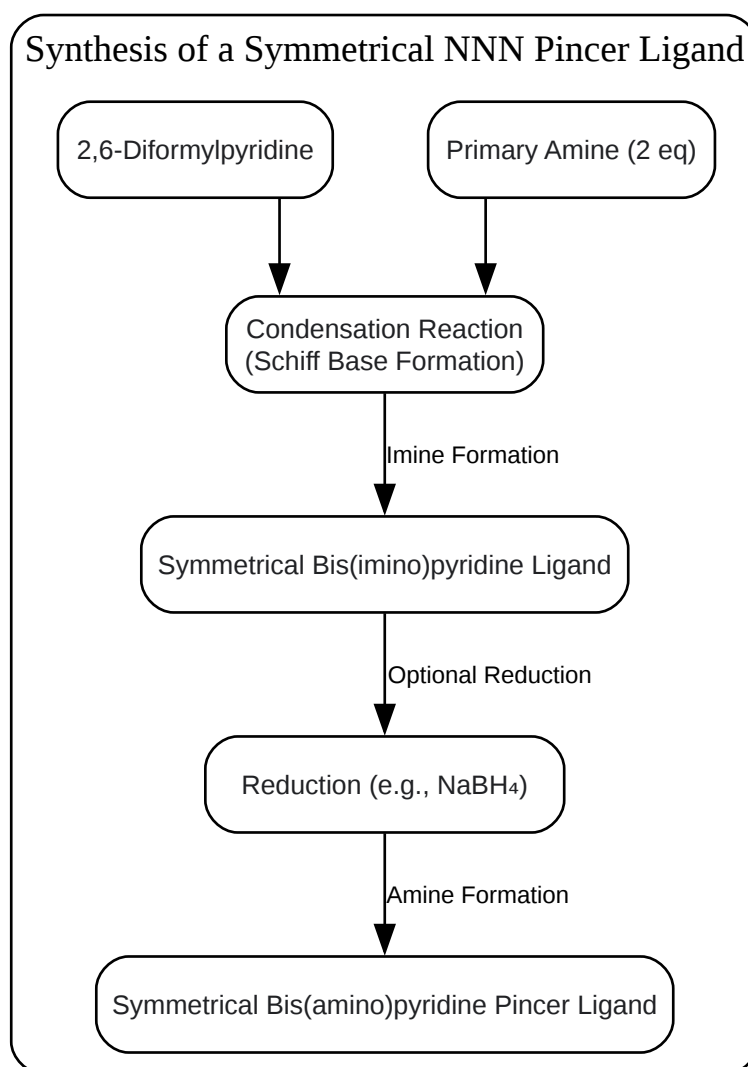 Synthesis of a Symmetrical NNN Pincer Ligand
2,6-Diformylpyridine
Primary Amine (2 eq)
Condensation Reaction
(Schiff Base Formation)
Imine Formation
Symmetrical Bis(imino)pyridine Ligand
Optional Reduction
Reduction (e.g., NaBH₄)
Amine Formation
Symmetrical Bis(amino)pyridine Pincer Ligand